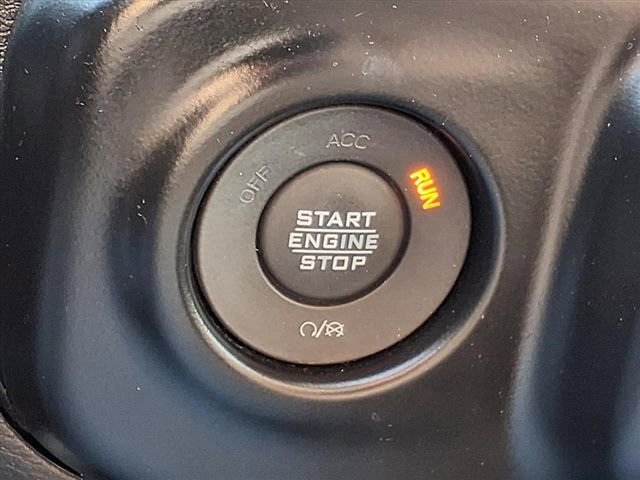 OFF
ACC
RUN
START
ENGINE
STOP